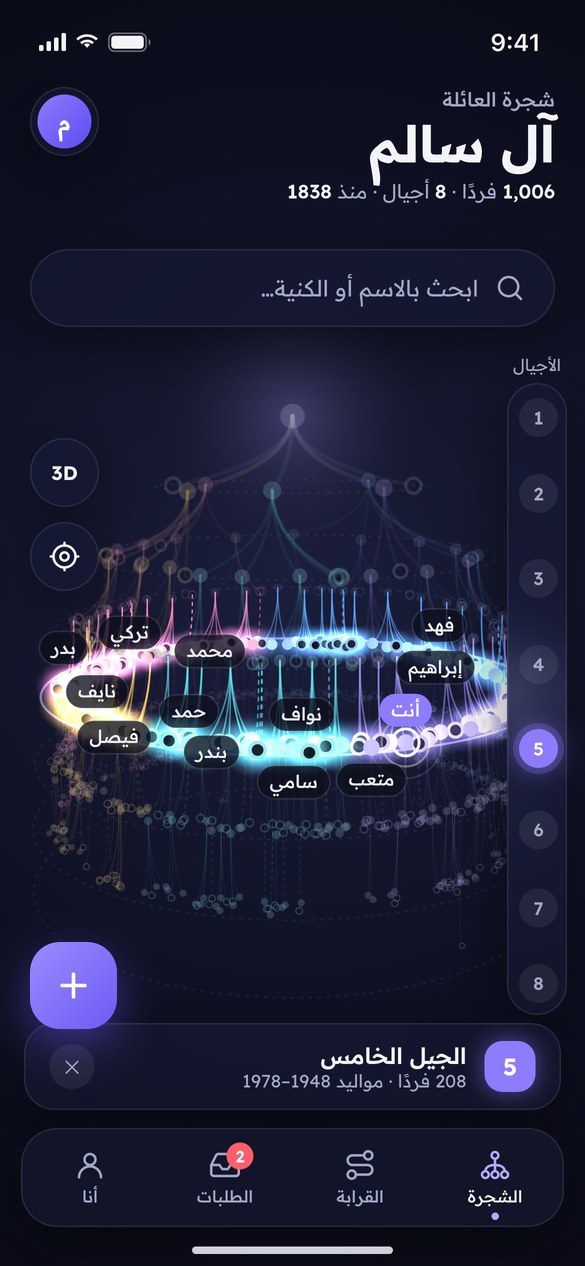 9:41
شجرة العائلة
آل سالم
م
1,006 فردًا · 8 أجيال · منذ 1838
ابحث بالاسم أو الكنية...
الأجيال
1
2
3
4
5
6
7
8
3D
فهد
تركي
بدر
محمد
إبراهيم
نايف
أنت
حمد
نواف
فيصل
بندر
متعب
سامي
+
5
الجيل الخامس
208 فردًا · مواليد 1948–1978
الشجرة
القرابة
2
الطلبات
أنا